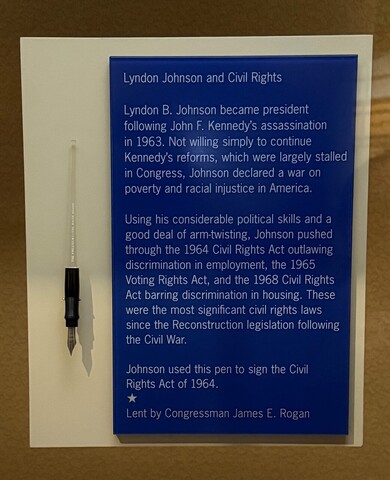 Lyndon Johnson and Civil Rights
Lyndon B. Johnson became president
following John F. Kennedy's assassination
in 1963. Not willing simply to continue
Kennedy's reforms, which were largely stalled
in Congress, Johnson declared a war on
poverty and racial injustice in America.
Using his considerable political skills and a
good deal of arm-twisting, Johnson pushed
through the 1964 Civil Rights Act outlawing
discrimination in employment, the 1965
Voting Rights Act, and the 1968 Civil Rights
Act barring discrimination in housing. These
were the most significant civil rights laws
since the Reconstruction legislation following
the Civil War.
Johnson used this pen to sign the Civil
Rights Act of 1964.
Lent by Congressman James E. Rogan